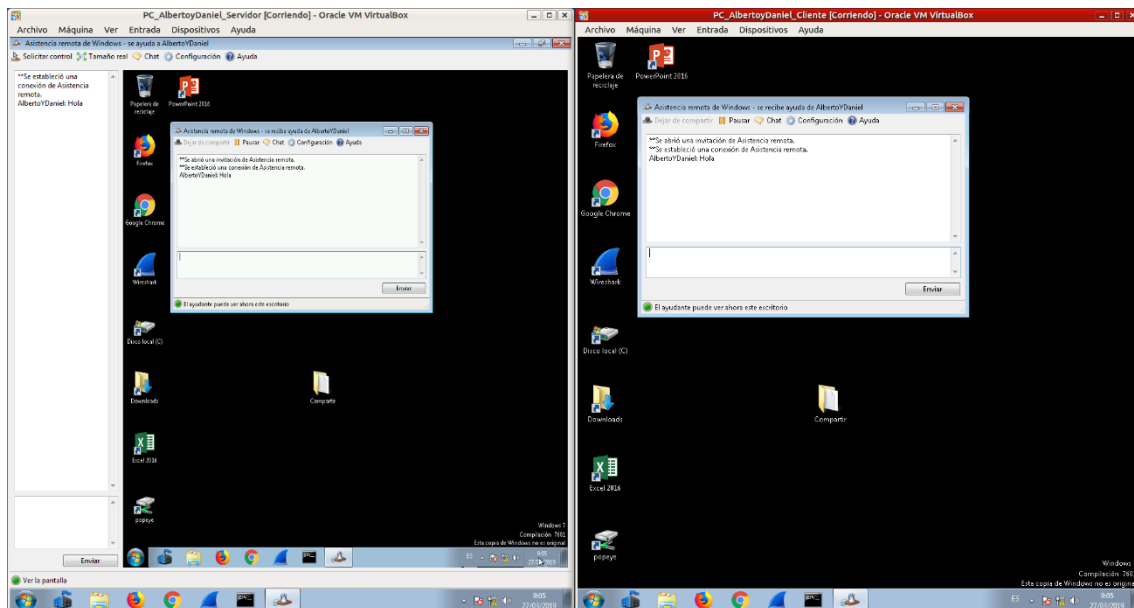 PC_AlbertoyDaniel_Servidor [Corriendo] - Oracle VM VirtualBox
Archivo Máquina Ver Entrada Dispositivos Ayuda
Asistencia remota de Windows - se ayuda a AlbertoYDaniel
Solicitar control Tamaño real Chat Configuración Ayuda
**Se estableció una
conexión de Asistencia
remota.
AlbertoYDaniel: Hola
Enviar
Ver la pantalla
Papelera de
reciclaje
PowerPoint 2016
Firefox
Google Chrome
Wireshark
Disco local (C)
Downloads
Compartir
Excel 2016
popeye
Asistencia remota de Windows - se recibe ayuda de AlbertoYDaniel
Dejar de compartir Pausar Chat Configuración Ayuda
**Se abrió una invitación de Asistencia remota.
**Se estableció una conexión de Asistencia remota.
AlbertoYDaniel: Hola
Enviar
El ayudante puede ver ahora este escritorio
Windows 7
Compilación 7601
Esta copia de Windows no es original
ES
9:05
27/03/2019
9:05
27/03/2019
PC_AlbertoyDaniel_Cliente [Corriendo] - Oracle VM VirtualBox
Archivo Máquina Ver Entrada Dispositivos Ayuda
Papelera de
reciclaje
PowerPoint 2016
Firefox
Google Chrome
Wireshark
Disco local (C)
Downloads
Compartir
Excel 2016
popeye
Asistencia remota de Windows - se recibe ayuda de AlbertoYDaniel
Dejar de compartir Pausar Chat Configuración Ayuda
**Se abrió una invitación de Asistencia remota.
**Se estableció una conexión de Asistencia remota.
AlbertoYDaniel: Hola
Enviar
El ayudante puede ver ahora este escritorio
Windows
Compilación 760
Esta copia de Windows no es origina
ES
9:05
27/03/2019